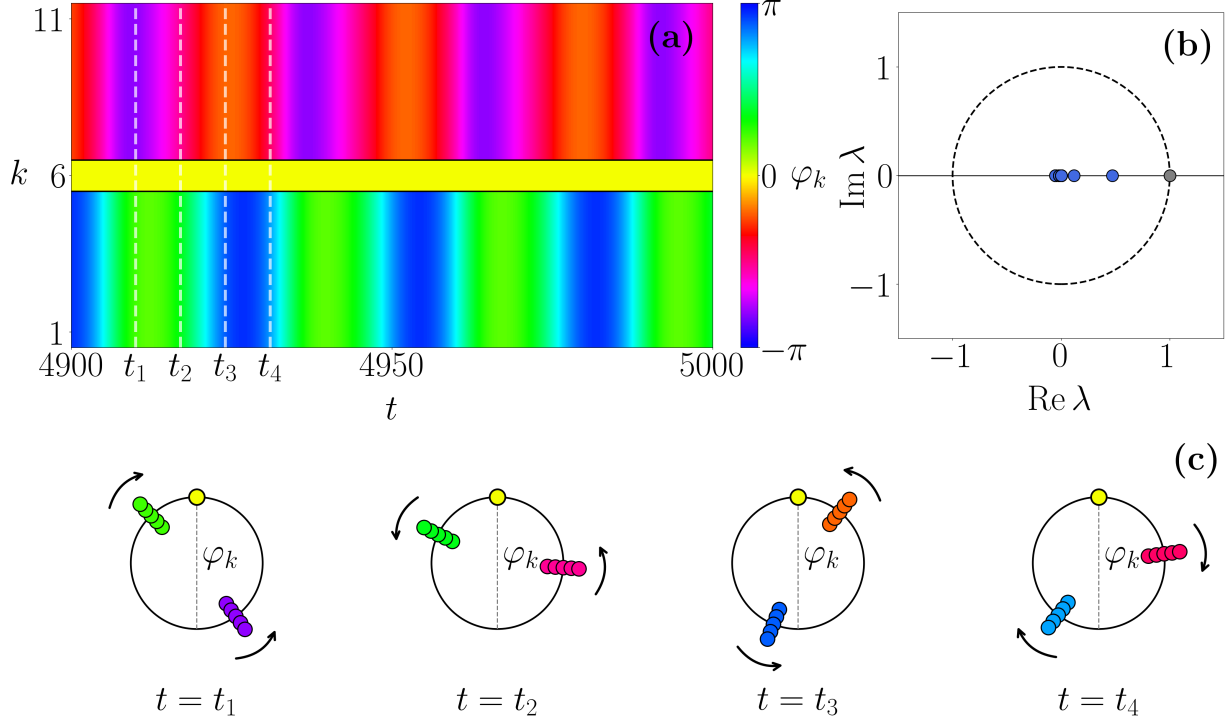 11
(a)
k
6
1
4900
t₁
t₂
t₃
t₄
4950
5000
t
π
0
φₖ
−π
(b)
Im λ
1
0
−1
−1
0
1
Re λ
(c)
φₖ
φₖ
φₖ
φₖ
t = t₁
t = t₂
t = t₃
t = t₄